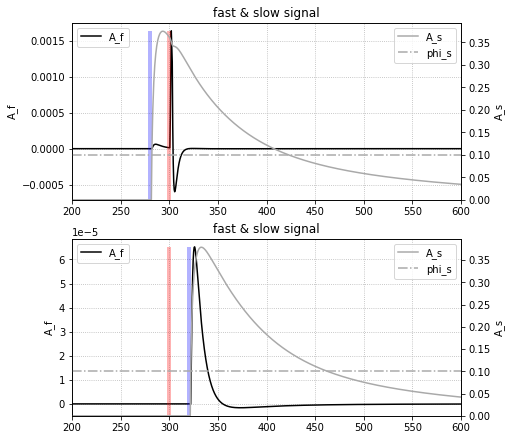 fast & slow signal
A_f
A_s
phi_s
0.0015
0.0010
0.0005
0.0000
−0.0005
A_f
0.35
0.30
0.25
0.20
0.15
0.10
0.05
0.00
A_s
200 250 300 350 400 450 500 550 600
fast & slow signal
1e−5
A_f
A_s
phi_s
6
5
4
3
2
1
0
A_f
0.35
0.30
0.25
0.20
0.15
0.10
0.05
0.00
A_s
200 250 300 350 400 450 500 550 600